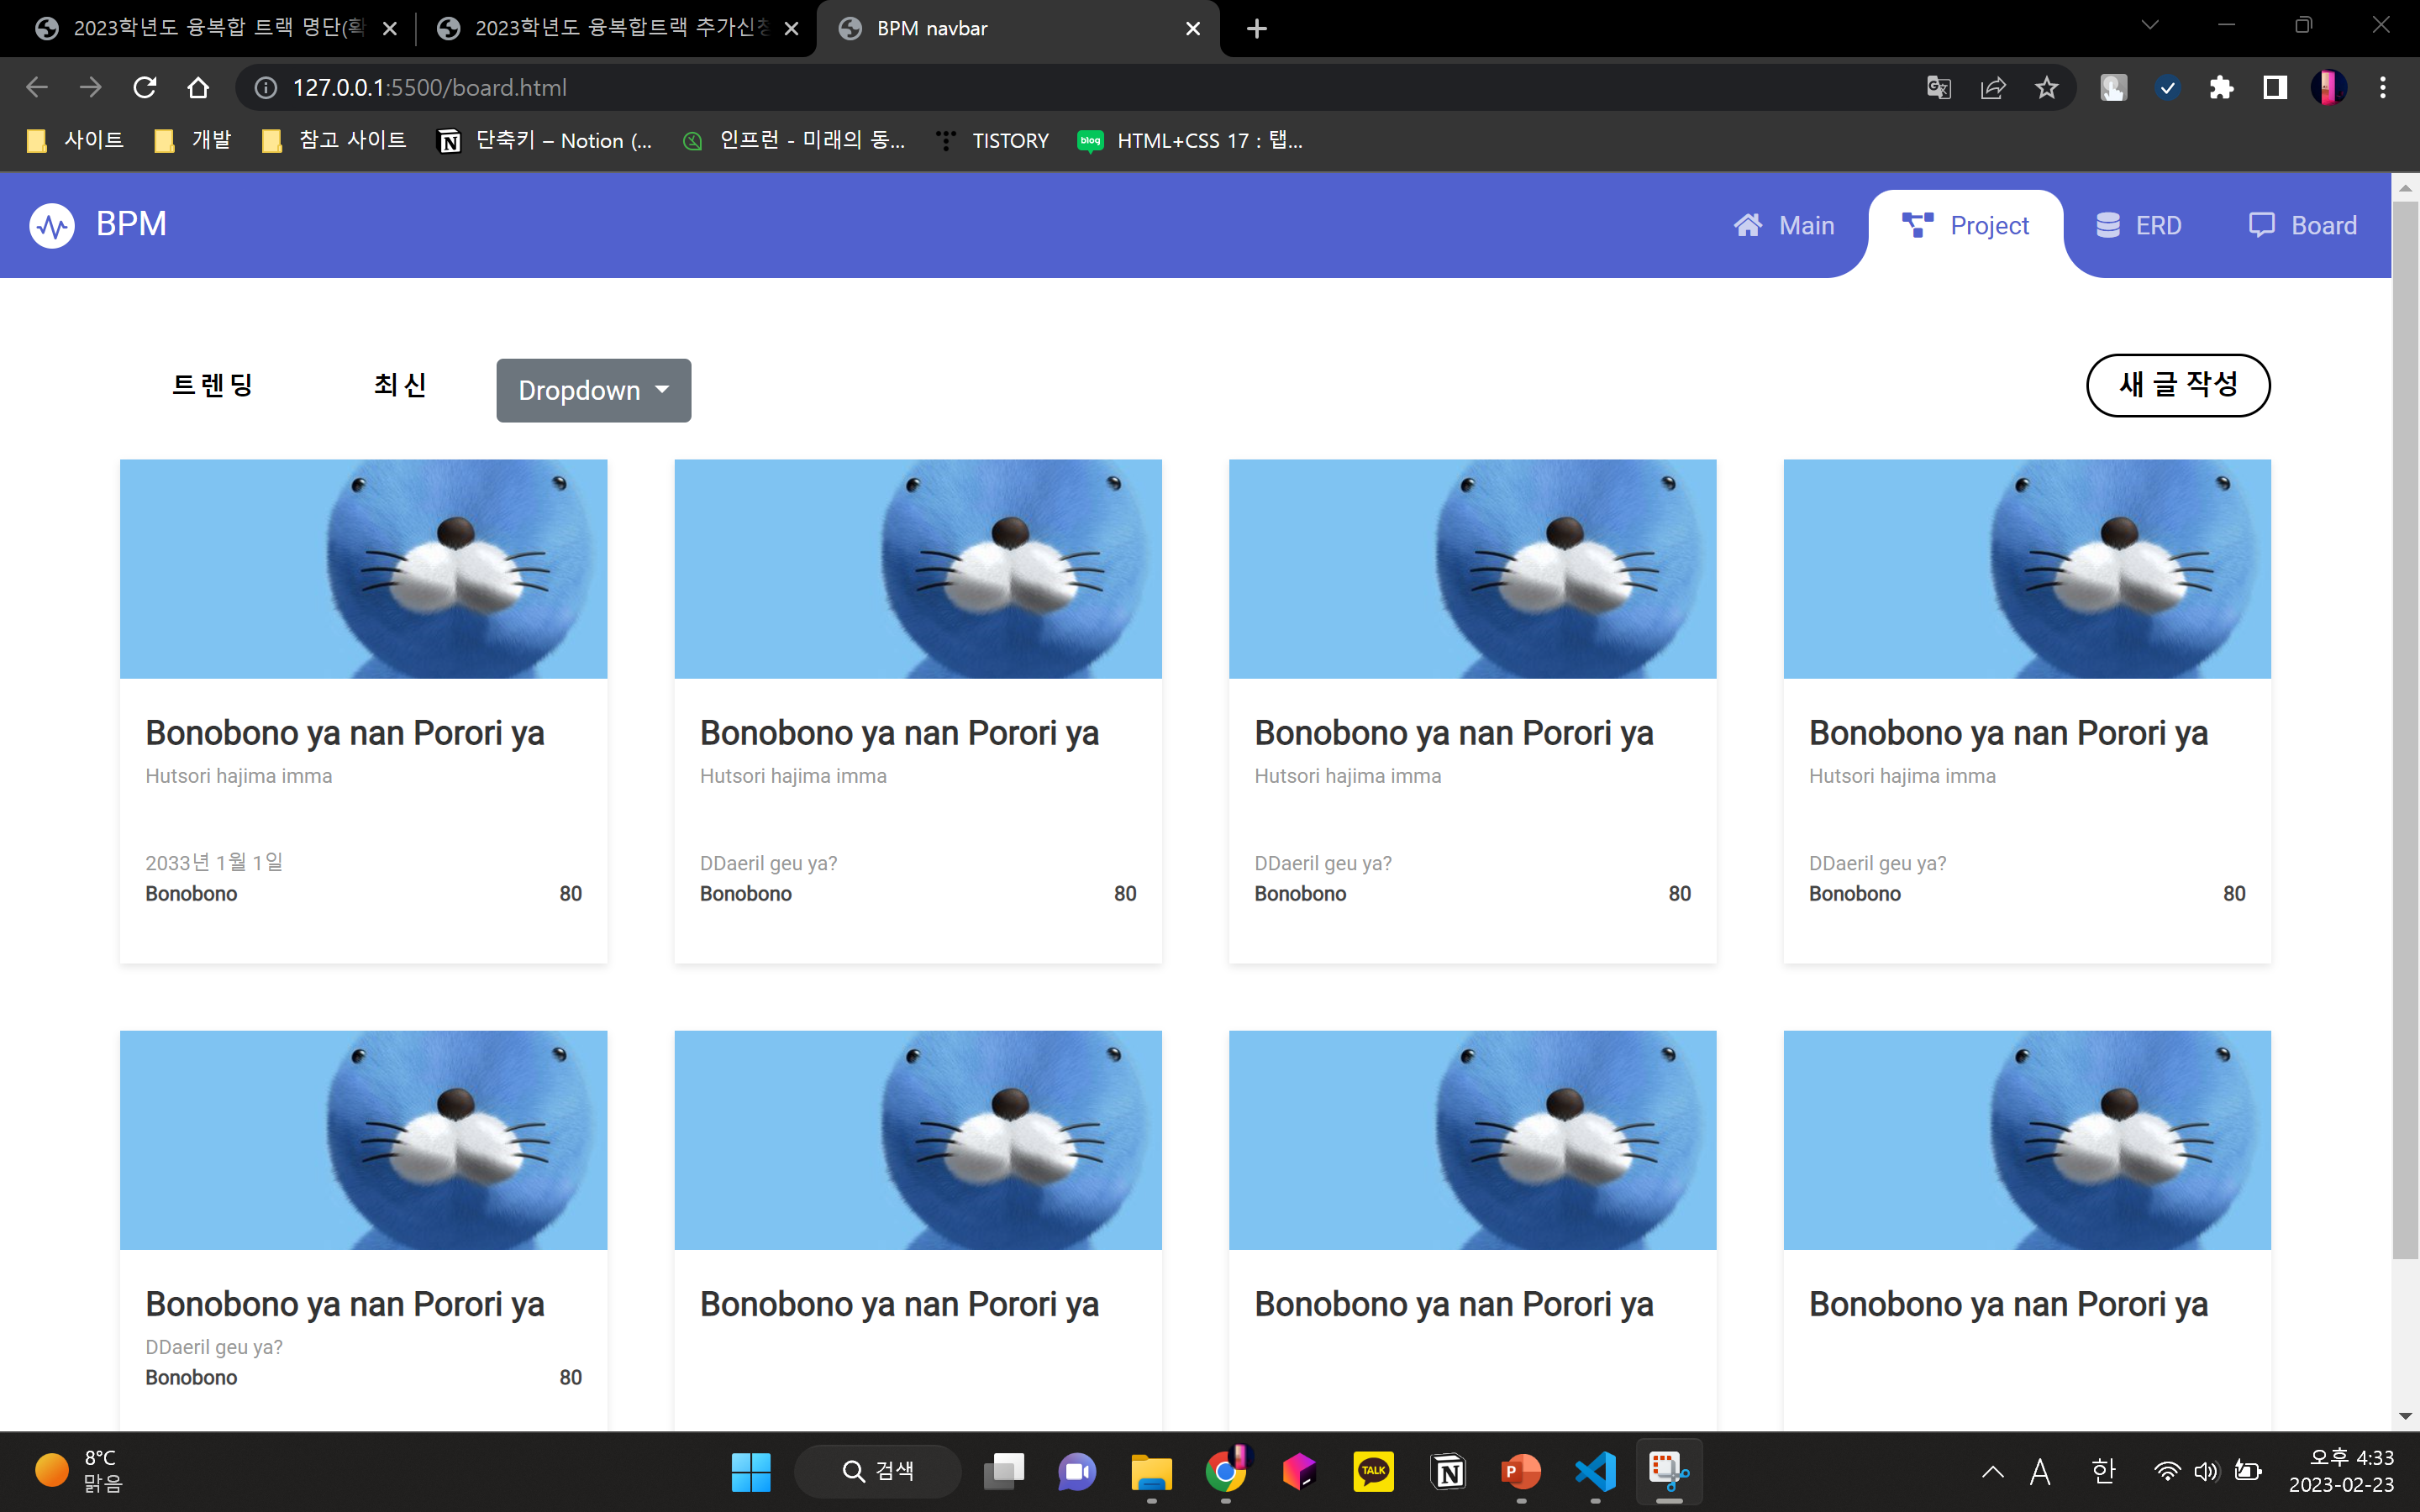 2023학년도 융복합 트랙 명단(확
2023학년도 융복합트랙 추가신청
BPM navbar
127.0.0.1:5500/board.html
사이트
개발
참고 사이트
단축키 – Notion (...
인프런 - 미래의 동...
TISTORY
blog
HTML+CSS 17 : 탭...
BPM
Main
Project
ERD
Board
트렌딩
최신
Dropdown
새 글 작성
Bonobono ya nan Porori ya
Hutsori hajima imma
2033년 1월 1일
Bonobono 80
Bonobono ya nan Porori ya
Hutsori hajima imma
DDaeril geu ya?
Bonobono 80
Bonobono ya nan Porori ya
Hutsori hajima imma
DDaeril geu ya?
Bonobono 80
Bonobono ya nan Porori ya
Hutsori hajima imma
DDaeril geu ya?
Bonobono 80
Bonobono ya nan Porori ya
DDaeril geu ya?
Bonobono 80
Bonobono ya nan Porori ya
Bonobono ya nan Porori ya
Bonobono ya nan Porori ya
8°C
맑음
검색
TALK
N
P
A
한
오후 4:33
2023-02-23